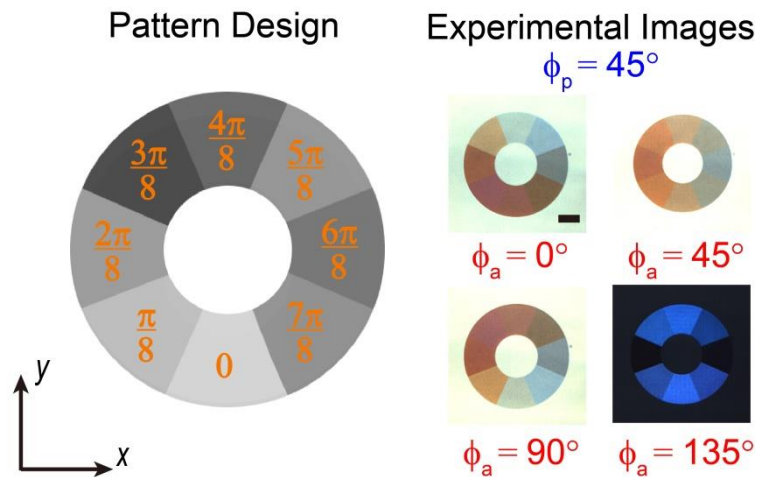 Pattern Design
3π/8
4π/8
5π/8
2π/8
6π/8
π/8
7π/8
0
y
x
Experimental Images
ϕp = 45°
ϕa = 0°
ϕa = 45°
ϕa = 90°
ϕa = 135°